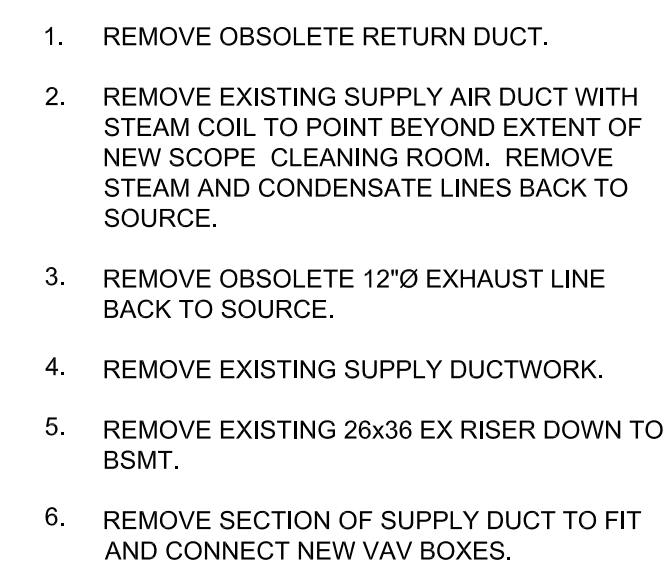 1. REMOVE OBSOLETE RETURN DUCT.
2. REMOVE EXISTING SUPPLY AIR DUCT WITH
STEAM COIL TO POINT BEYOND EXTENT OF
NEW SCOPE CLEANING ROOM. REMOVE
STEAM AND CONDENSATE LINES BACK TO
SOURCE.
3. REMOVE OBSOLETE 12"Ø EXHAUST LINE
BACK TO SOURCE.
4. REMOVE EXISTING SUPPLY DUCTWORK.
5. REMOVE EXISTING 26x36 EX RISER DOWN TO
BSMT.
6. REMOVE SECTION OF SUPPLY DUCT TO FIT
AND CONNECT NEW VAV BOXES.